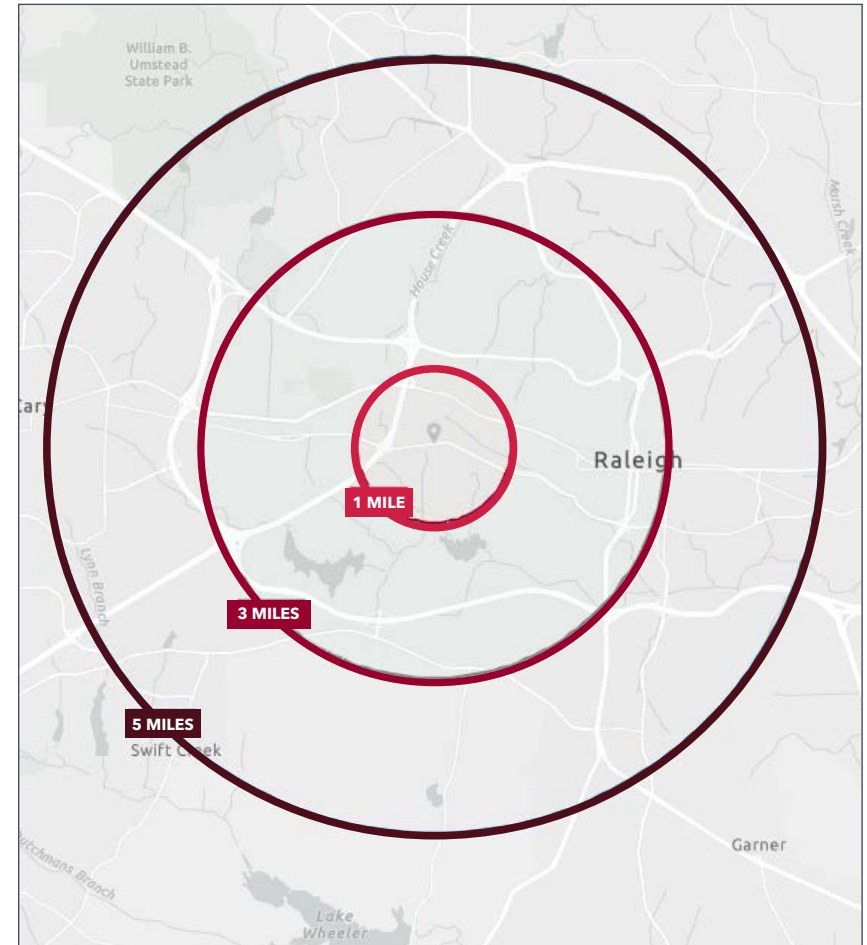 William B.
Umstead
State Park
Marsh Creek
House Creek
Raleigh
1 MILE
Lynn Branch
3 MILES
5 MILES
Swift Creek
Garner
Dutchmans Branch
Lake
Wheeler